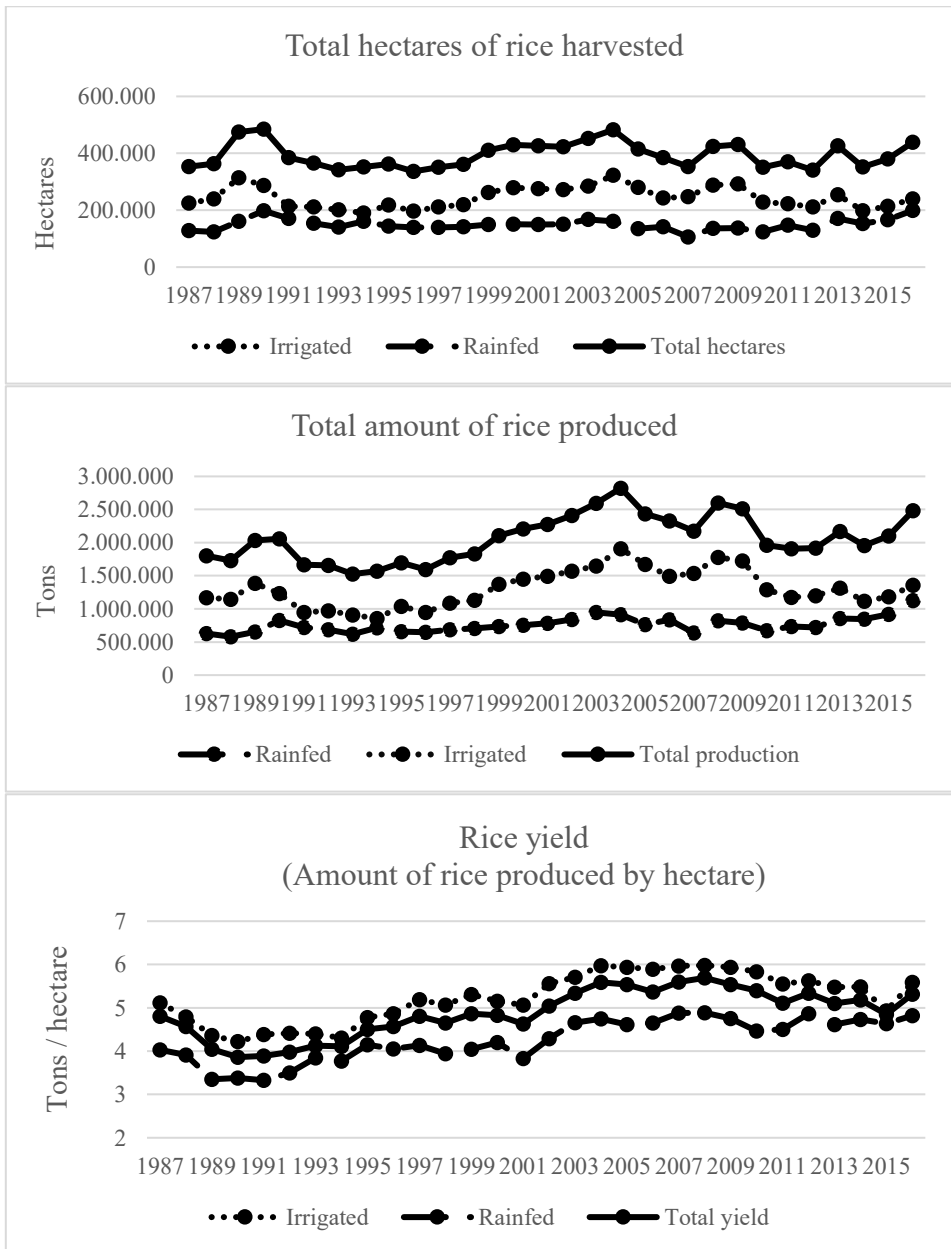 Total hectares of rice harvested
600.000
400.000
200.000
0
Hectares
1987 1989 1991 1993 1995 1997 1999 2001 2003 2005 2007 2009 2011 2013 2015
Irrigated Rainfed Total hectares
Total amount of rice produced
3.000.000
2.500.000
2.000.000
1.500.000
1.000.000
500.000
0
Tons
1987 1989 1991 1993 1995 1997 1999 2001 2003 2005 2007 2009 2011 2013 2015
Rainfed Irrigated Total production
Rice yield
(Amount of rice produced by hectare)
7
6
5
4
3
2
Tons / hectare
1987 1989 1991 1993 1995 1997 1999 2001 2003 2005 2007 2009 2011 2013 2015
Irrigated Rainfed Total yield